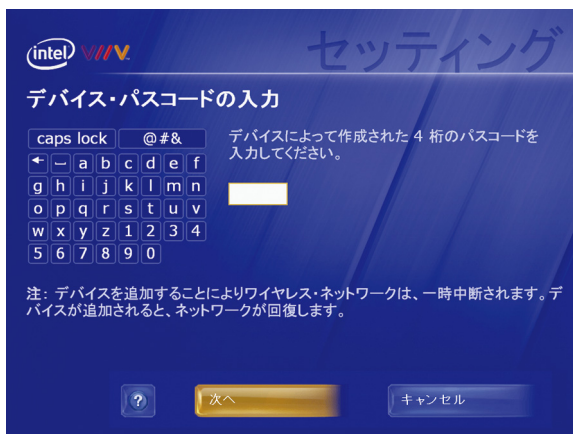 intel VIIV
セッティング
デバイス・パスコードの入力
caps lock @#&
a b c d e f
g h i j k l m n
o p q r s t u v
w x y z 1 2 3 4
5 6 7 8 9 0
デバイスによって作成された 4 桁のパスコードを
入力してください。
注: デバイスを追加することによりワイヤレス・ネットワークは、一時中断されます。デ
バイスが追加されると、ネットワークが回復します。
? 次へ キャンセル